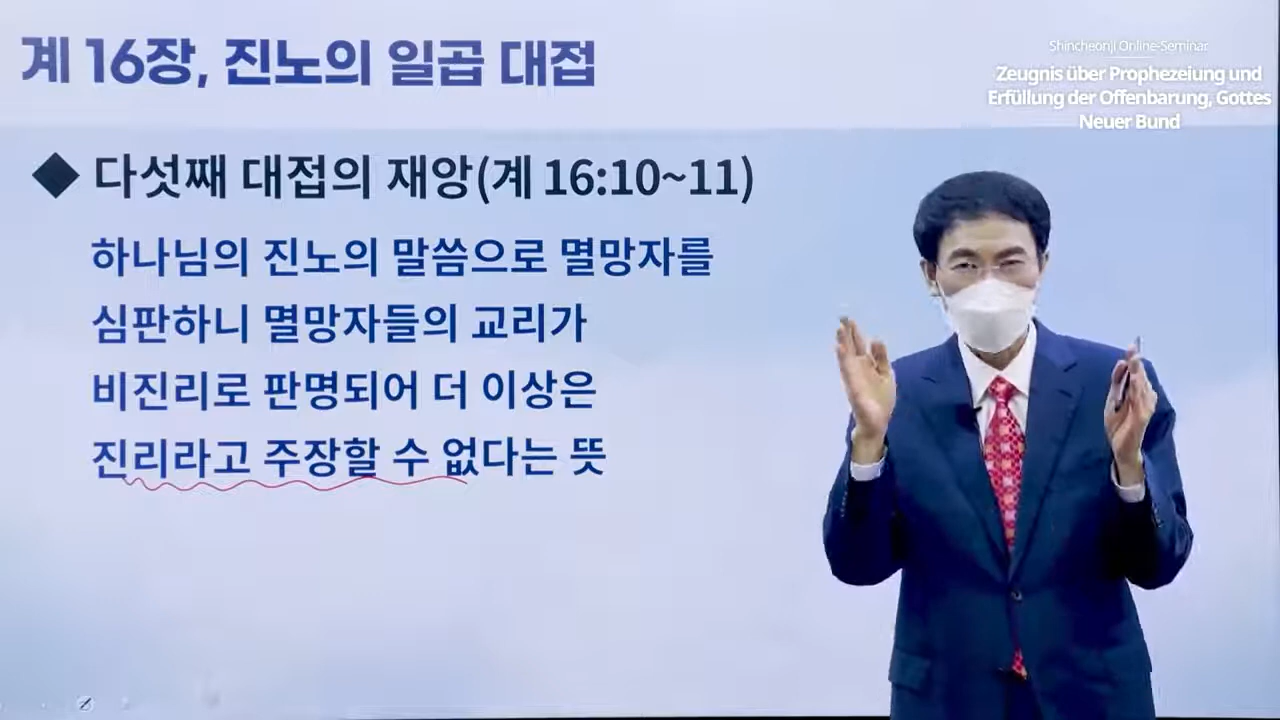 계 16장, 진노의 일곱 대접
Shincheonji Online-Seminar
Zeugnis über Prophezeiung und
Erfüllung der Offenbarung, Gottes
Neuer Bund
◆ 다섯째 대접의 재앙(계 16:10~11)
하나님의 진노의 말씀으로 멸망자를
심판하니 멸망자들의 교리가
비진리로 판명되어 더 이상은
진리라고 주장할 수 없다는 뜻